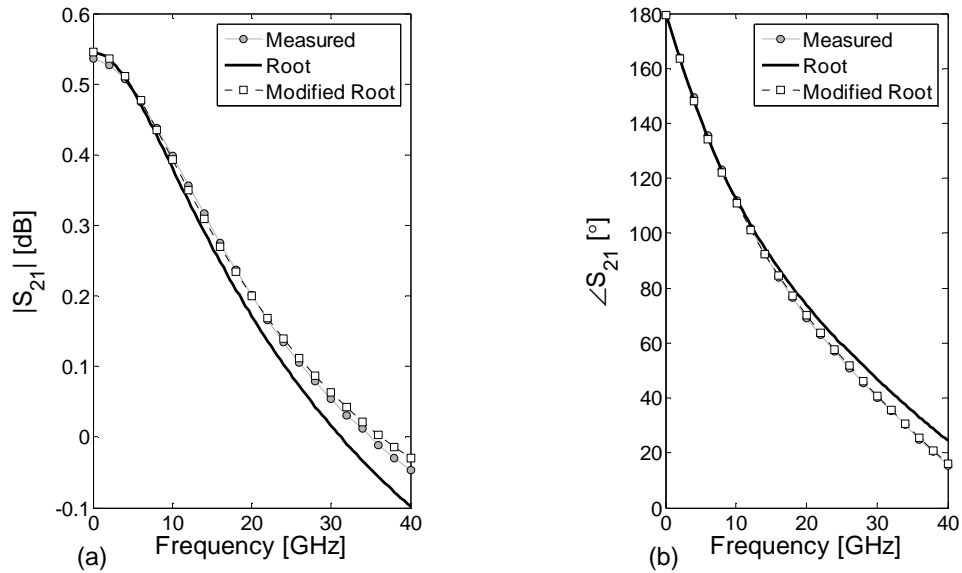 0.6
0.5
0.4
0.3
0.2
0.1
0
-0.1
|S21| [dB]
0 10 20 30 40
Frequency [GHz]
(a)
Measured
Root
Modified Root
180
160
140
120
100
80
60
40
20
0
∠S21 [°]
0 10 20 30 40
Frequency [GHz]
(b)
Measured
Root
Modified Root